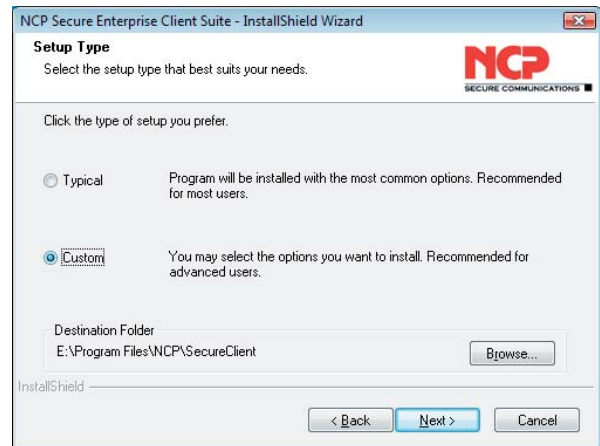 NCP Secure Enterprise Client Suite - InstallShield Wizard
Setup Type
Select the setup type that best suits your needs.
NCP
SECURE COMMUNICATIONS
Click the type of setup you prefer.
Typical
Program will be installed with the most common options. Recommended
for most users.
Custom
You may select the options you want to install. Recommended for
advanced users.
Destination Folder
E:\Program Files\NCP\SecureClient
Browse...
InstallShield
< Back
Next >
Cancel